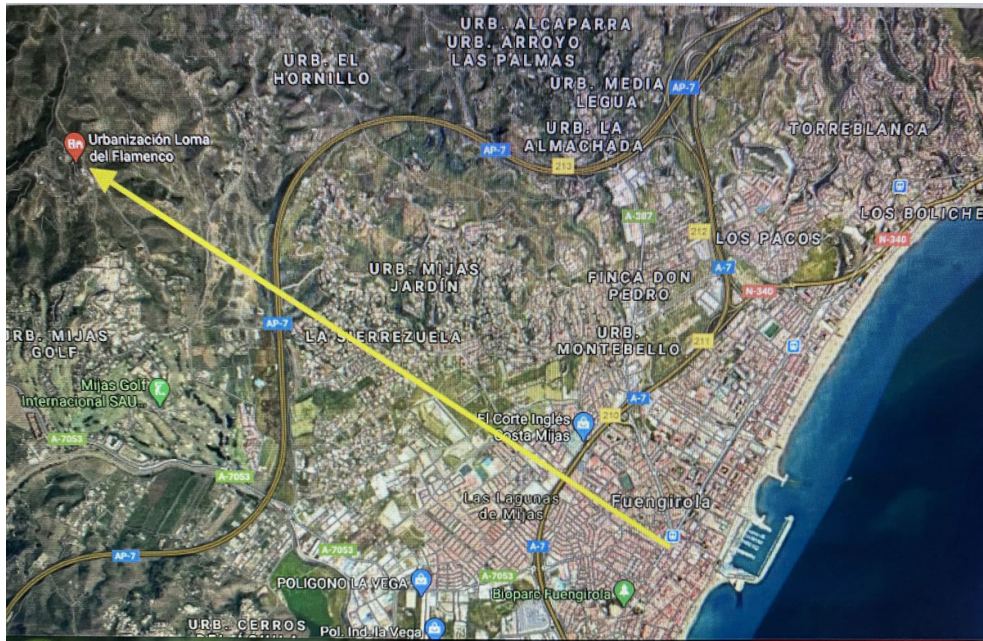 URB. ALCAPARRA
URB. ARROYO
LAS PALMAS
URB. EL
HORNILLO
URB. MEDIA
LEGUA
AP-7
URB. LA
ALMACHADA
TORREBLANCA
Urbanización Loma
del Flamenco
AP-7
213
A-387
LOS BOLICHE
212
LOS PACOS
N-340
URB. MIJAS
JARDÍN
FINCA DON
PEDRO
A-7
N-340
AP-7
LA SIERREZUELA
URB.
MONTEBELLO
211
URB. MIJAS
GOLF
Mijas Golf
Internacional SAU...
A-7
210
El Corte Inglés
Costa Mijas
A-7053
A-7053
Las Lagunas
de Mijas
Fuengirola
AP-7
A-7053
A-7
POLIGONO LA VEGA
A-7053
Bioparc Fuengirola
URB. CERROS
Pol. Ind. la Vega